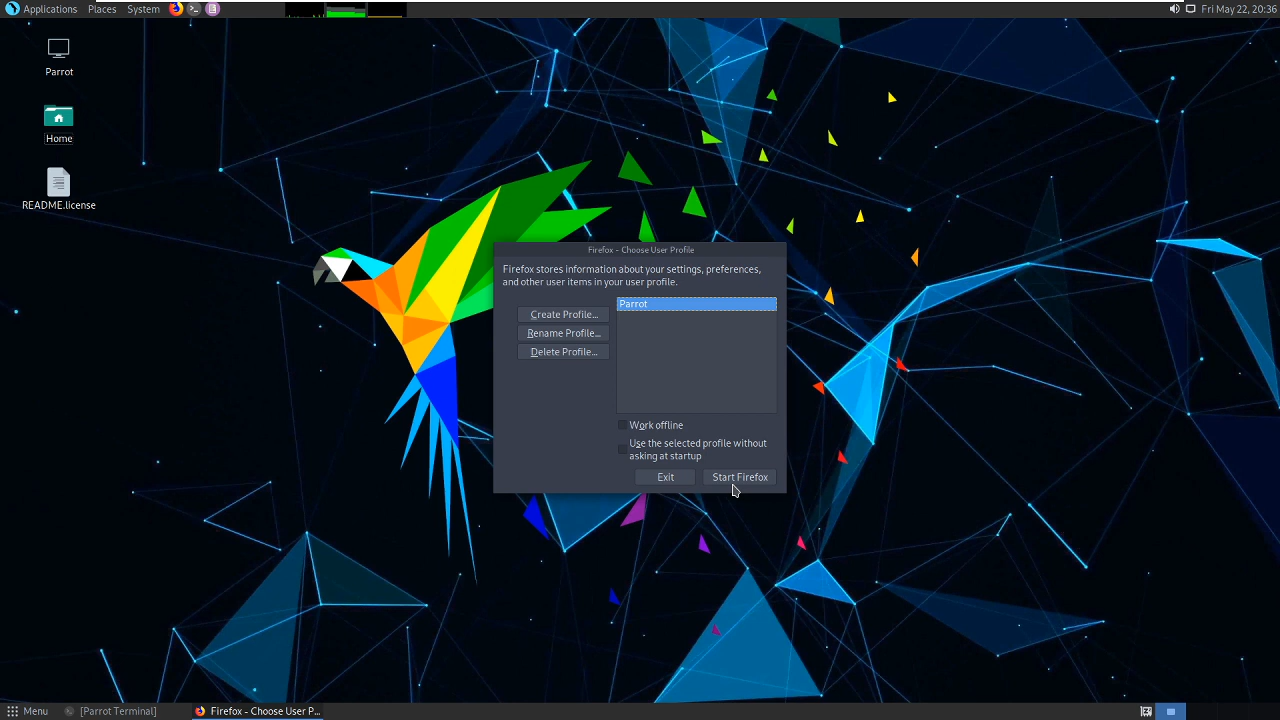 Applications Places System
Fri May 22, 20:36
Parrot
Home
README.license
Firefox - Choose User Profile
Firefox stores information about your settings, preferences,
and other user items in your user profile.
Parrot
Create Profile...
Rename Profile...
Delete Profile...
Work offline
Use the selected profile without
asking at startup
Exit
Start Firefox
Menu
[Parrot Terminal]
Firefox - Choose User P...